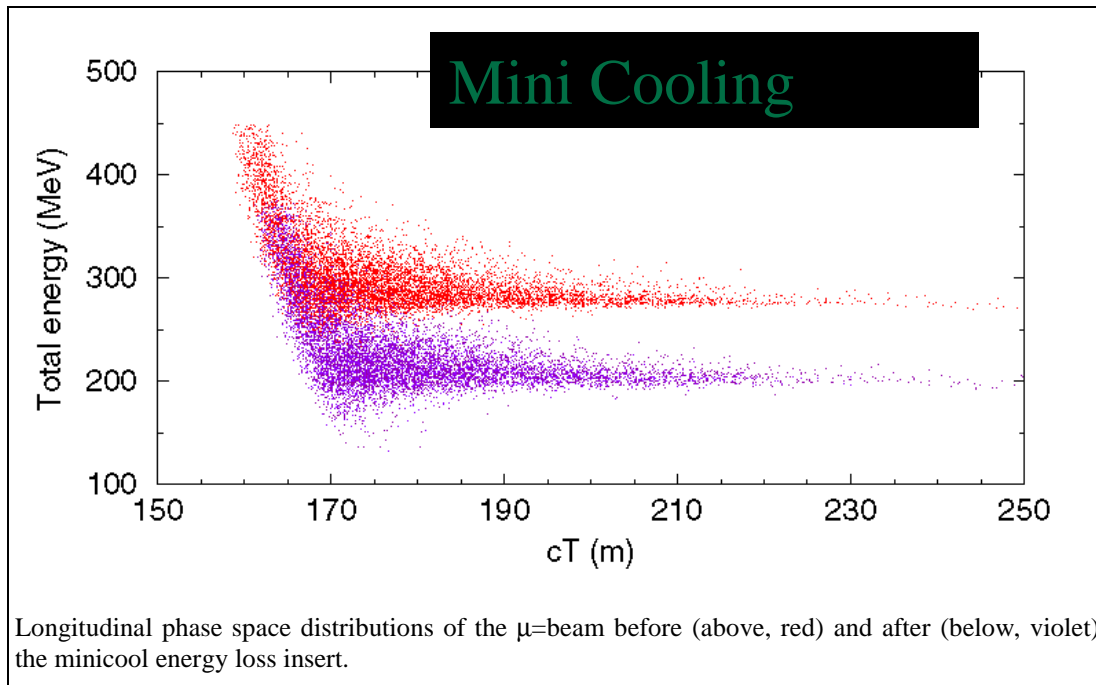 Mini Cooling
500
400
300
200
100
Total energy (MeV)
150 170 190 210 230 250
cT (m)
Longitudinal phase space distributions of the μ=beam before (above, red) and after (below, violet)
the minicool energy loss insert.